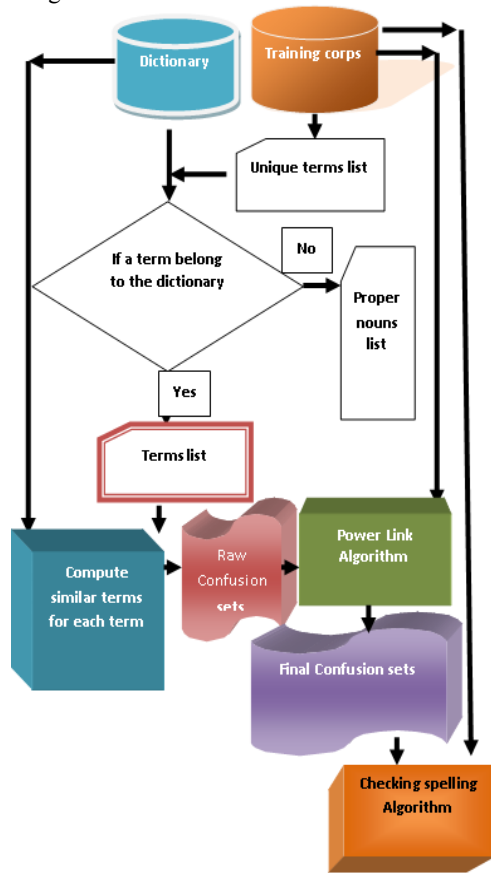 Dictionary
Training corps
Unique terms list
If a term belong
to the dictionary
No
Proper
nouns
list
Yes
Terms list
Compute
similar terms
for each term
Raw
Confusion
sets
Power Link
Algorithm
Final Confusion sets
Checking spelling
Algorithm